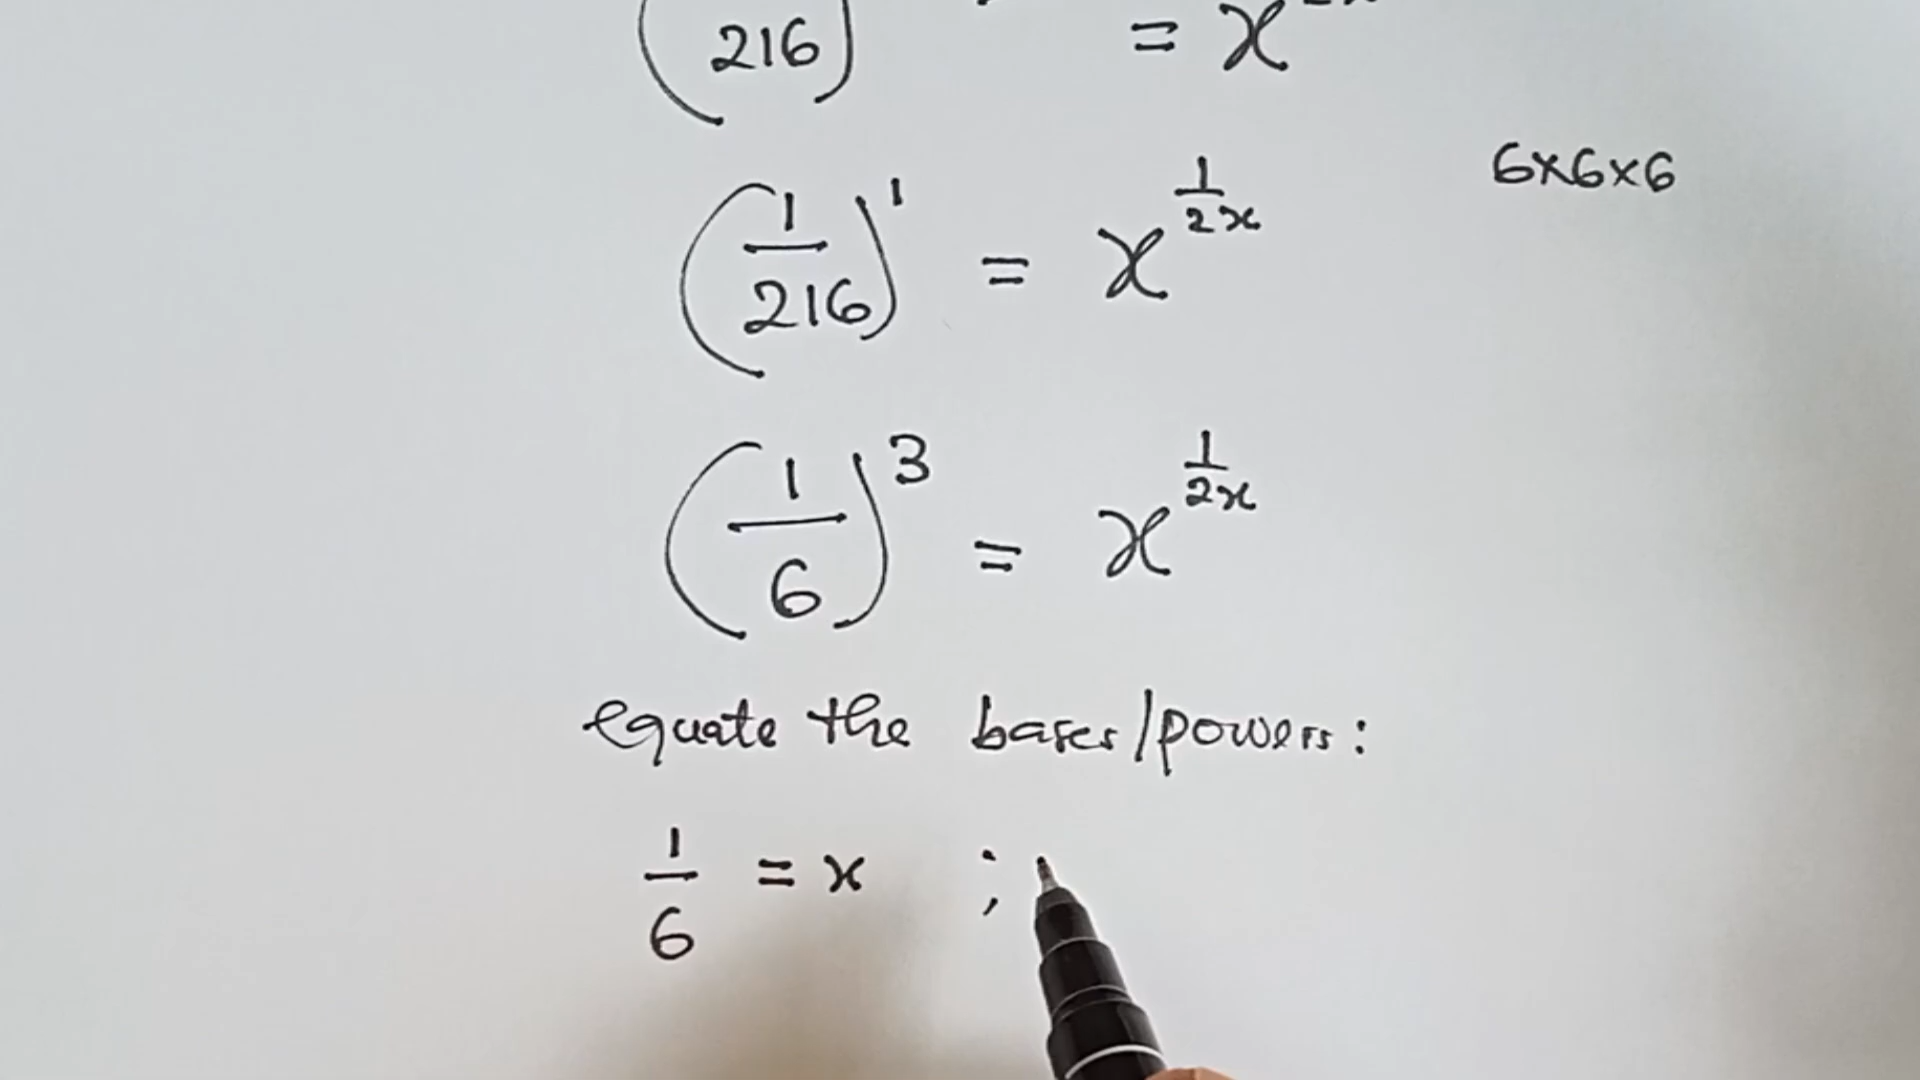 216) = x
6x6x6
(1/216)^1 = x^(1/2x)
(1/6)^3 = x^(1/2x)
equate the bases/powers:
1/6 = x ;